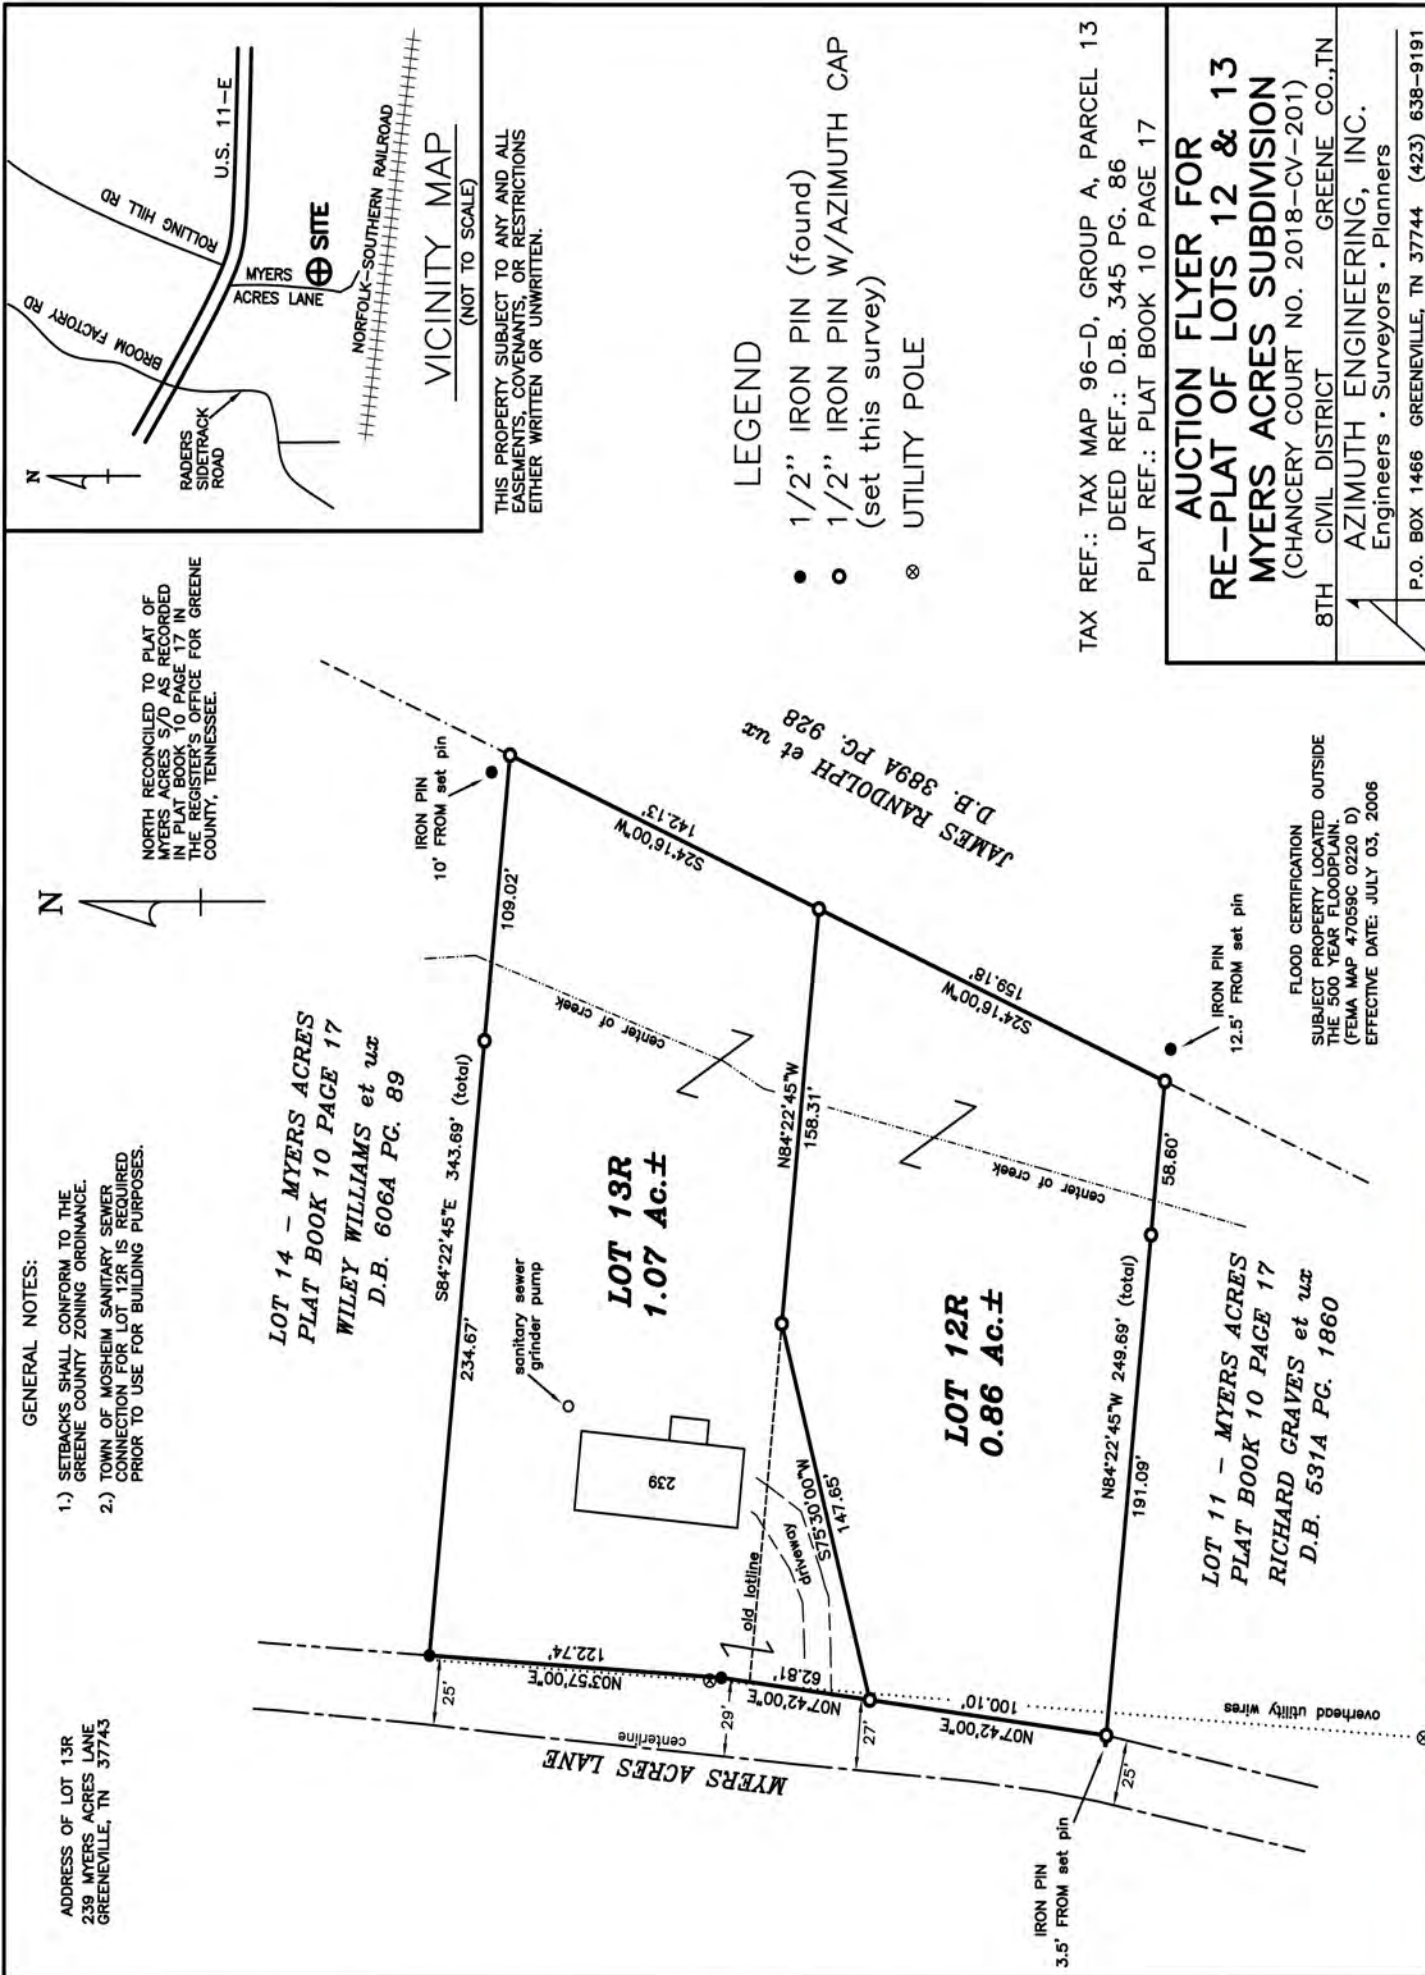 ADDRESS OF LOT 13R
239 MYERS ACRES LANE
GREENEVILLE, TN 37743
GENERAL NOTES:
1.) SETBACKS SHALL CONFORM TO THE
GREENE COUNTY ZONING ORDINANCE.
2.) TOWN OF MOSHEIM SANITARY SEWER
CONNECTION FOR LOT 12R IS REQUIRED
PRIOR TO USE FOR BUILDING PURPOSES.
N
NORTH RECONCILED TO PLAT OF
MYERS ACRES S/D AS RECORDED
IN PLAT BOOK 10 PAGE 17 IN
THE REGISTER'S OFFICE FOR GREENE
COUNTY, TENNESSEE.
N
BROOM FACTORY RD
ROLLING HILL RD
U.S. 11-E
RADERS
SIDETRACK
ROAD
MYERS
ACRES LANE
SITE
NORFOLK-SOUTHERN RAILROAD
VICINITY MAP
(NOT TO SCALE)
THIS PROPERTY SUBJECT TO ANY AND ALL
EASEMENTS, COVENANTS, OR RESTRICTIONS
EITHER WRITTEN OR UNWRITTEN.
LOT 14 - MYERS ACRES
PLAT BOOK 10 PAGE 17
WILEY WILLIAMS et ux
D.B. 606A PG. 89
S84°22'45"E 343.69' (total)
234.67'
109.02'
IRON PIN
10' FROM set pin
25'
N03°57'00"E
122.74'
sanitary sewer
grinder pump
239
LOT 13R
1.07 Ac.±
center of creek
S24°16'00"W
142.13'
JAMES RANDOLPH et ux
D.B. 389A PG. 928
centerline
MYERS ACRES LANE
29'
N07°42'00"E
62.81'
old lotline
driveway
S75°30'00"W
147.65'
N84°22'45"W
158.31'
27'
N07°42'00"E
100.10'
LOT 12R
0.86 Ac.±
center of creek
S24°16'00"W
159.18'
N84°22'45"W 249.69' (total)
191.09'
58.60'
IRON PIN
12.5' FROM set pin
IRON PIN
3.5' FROM set pin
25'
overhead utility wires
LOT 11 - MYERS ACRES
PLAT BOOK 10 PAGE 17
RICHARD GRAVES et ux
D.B. 531A PG. 1860
FLOOD CERTIFICATION
SUBJECT PROPERTY LOCATED OUTSIDE
THE 500 YEAR FLOODPLAIN.
(FEMA MAP 47059C 0220 D)
EFFECTIVE DATE: JULY 03, 2006
LEGEND
1/2'' IRON PIN (found)
1/2'' IRON PIN W/AZIMUTH CAP
(set this survey)
UTILITY POLE
TAX REF.: TAX MAP 96-D, GROUP A, PARCEL 13
DEED REF.: D.B. 345 PG. 86
PLAT REF.: PLAT BOOK 10 PAGE 17
AUCTION FLYER FOR
RE-PLAT OF LOTS 12 & 13
MYERS ACRES SUBDIVISION
(CHANCERY COURT NO. 2018-CV-201)
8TH CIVIL DISTRICT GREENE CO.,TN
AZIMUTH ENGINEERING, INC.
Engineers • Surveyors • Planners
P.O. BOX 1466 GREENEVILLE, TN 37744 (423) 638-9191